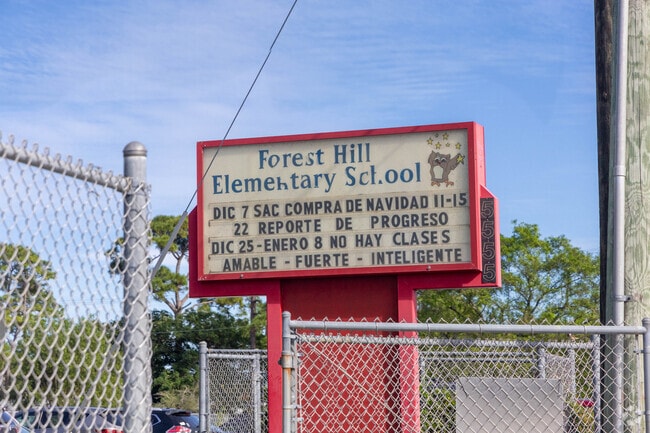 Forest Hill
Elementary School
DIC 7 SAC COMPRA DE NAVIDAD 11-15
22 REPORTE DE PROGRESO
DIC 25-ENERO 8 NO HAY CLASES
AMABLE - FUERTE - INTELIGENTE
5555